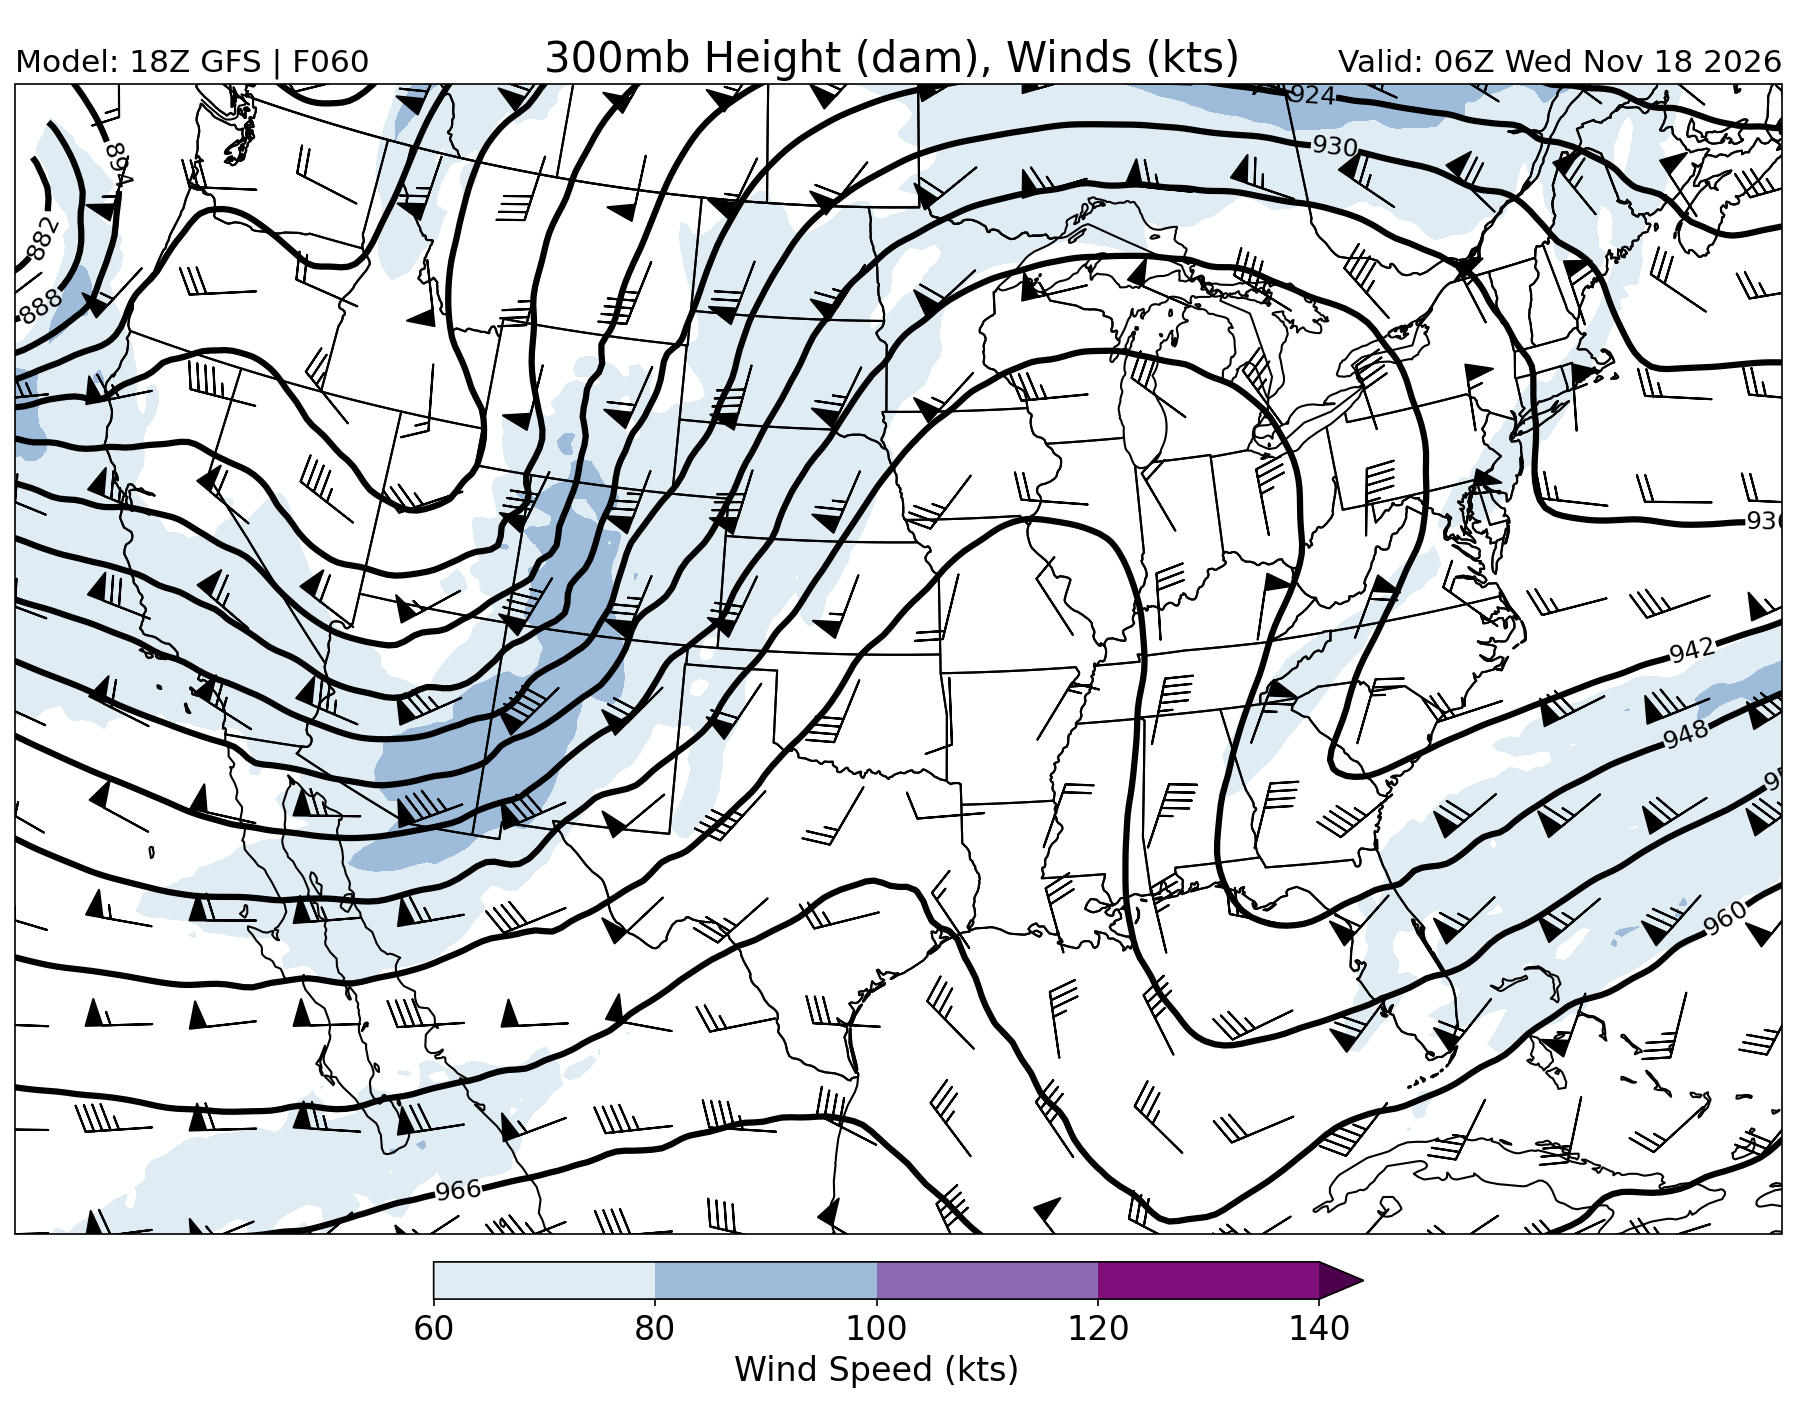 Model: 18Z GFS | F060
300mb Height (dam), Winds (kts)
Valid: 06Z Wed Nov 18 2026
924
930
894
882
888
936
942
948
960
966
60 80 100 120 140
Wind Speed (kts)